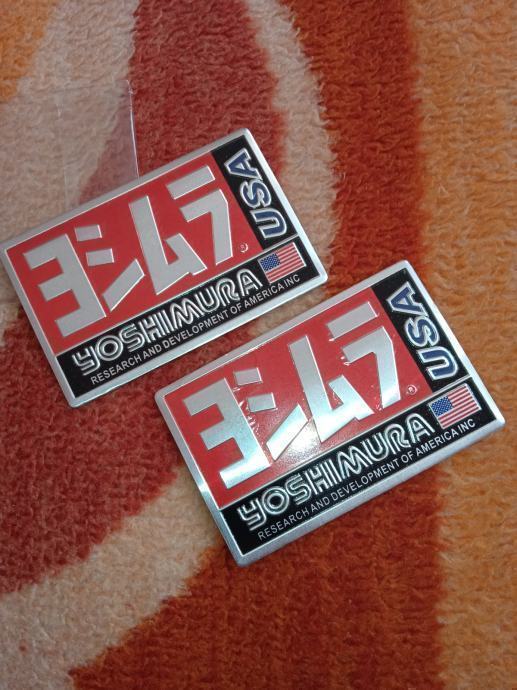 ヨシムラ®
USA
YOSHIMURA
RESEARCH AND DEVELOPMENT OF AMERICA INC
ヨシムラ®
USA
YOSHIMURA
RESEARCH AND DEVELOPMENT OF AMERICA INC